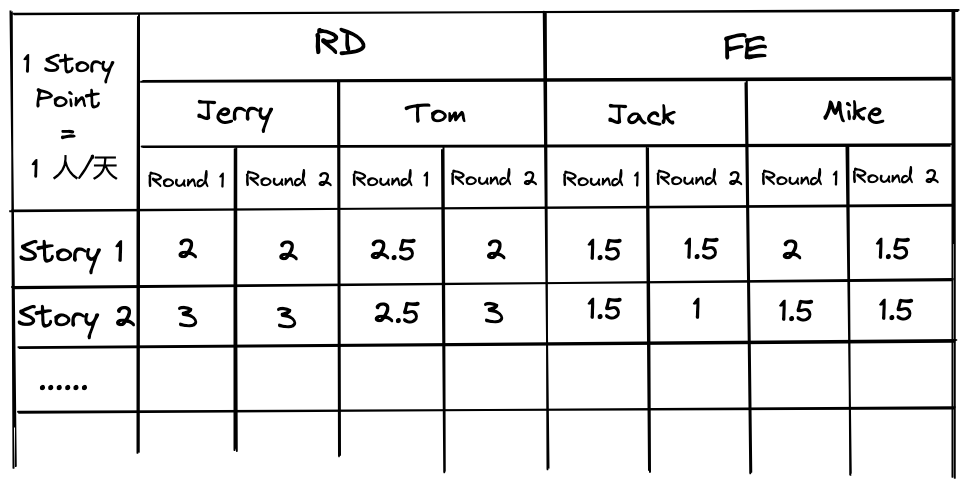 1 Story
Point
=
1 人/天
RD
FE
Jerry
Tom
Jack
Mike
Round 1
Round 2
Round 1
Round 2
Round 1
Round 2
Round 1
Round 2
Story 1
2
2
2.5
2
1.5
1.5
2
1.5
Story 2
3
3
2.5
3
1.5
1
1.5
1.5
......